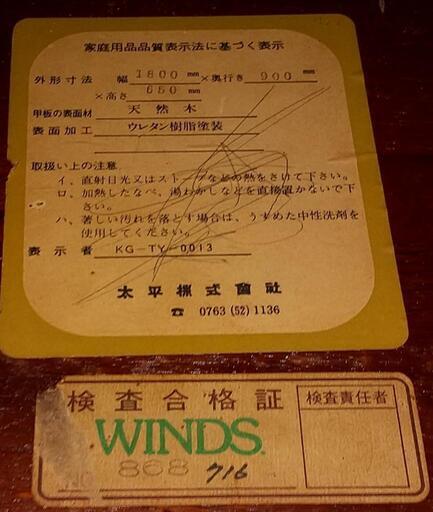 家庭用品品質表示法に基づく表示
外形寸法 幅 1800 mm ×奥行き 900 mm
×高さ 650 mm
甲板の表面材 天然木
表面加工 ウレタン樹脂塗装
取扱い上の注意
イ、直射日光又はストーブなどの熱をさけて下さい。
ロ、加熱したなべ、湯わかしなどを直接置かないで下さい。
ハ、著しい汚れを落とす場合は、うすめた中性洗剤を使用してください。
表示者 KG-TY-0013
太平株式會社
☎ 0763 (52) 1136
検査合格証
検査責任者
WINDS.
NO 868 716